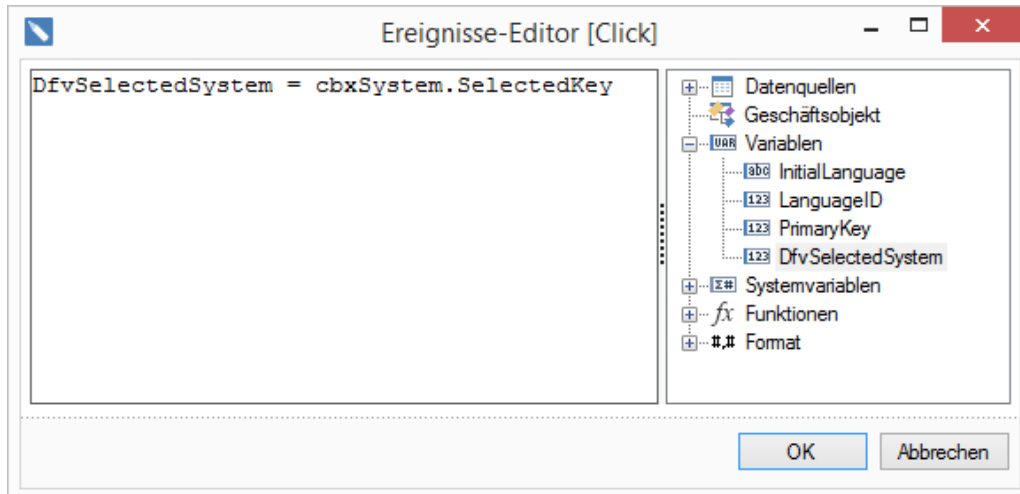 Ereignisse-Editor [Click]
DfvSelectedSystem = cbxSystem.SelectedKey
Datenquellen
Geschäftsobjekt
VAR Variablen
abc InitialLanguage
123 LanguageID
123 PrimaryKey
123 DfvSelectedSystem
Σ# Systemvariablen
fx Funktionen
#,# Format
OK Abbrechen